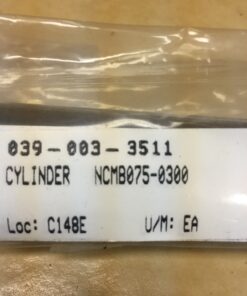 039-003-3511
CYLINDER NCMB075-0300
Loc: C148E U/M: EA